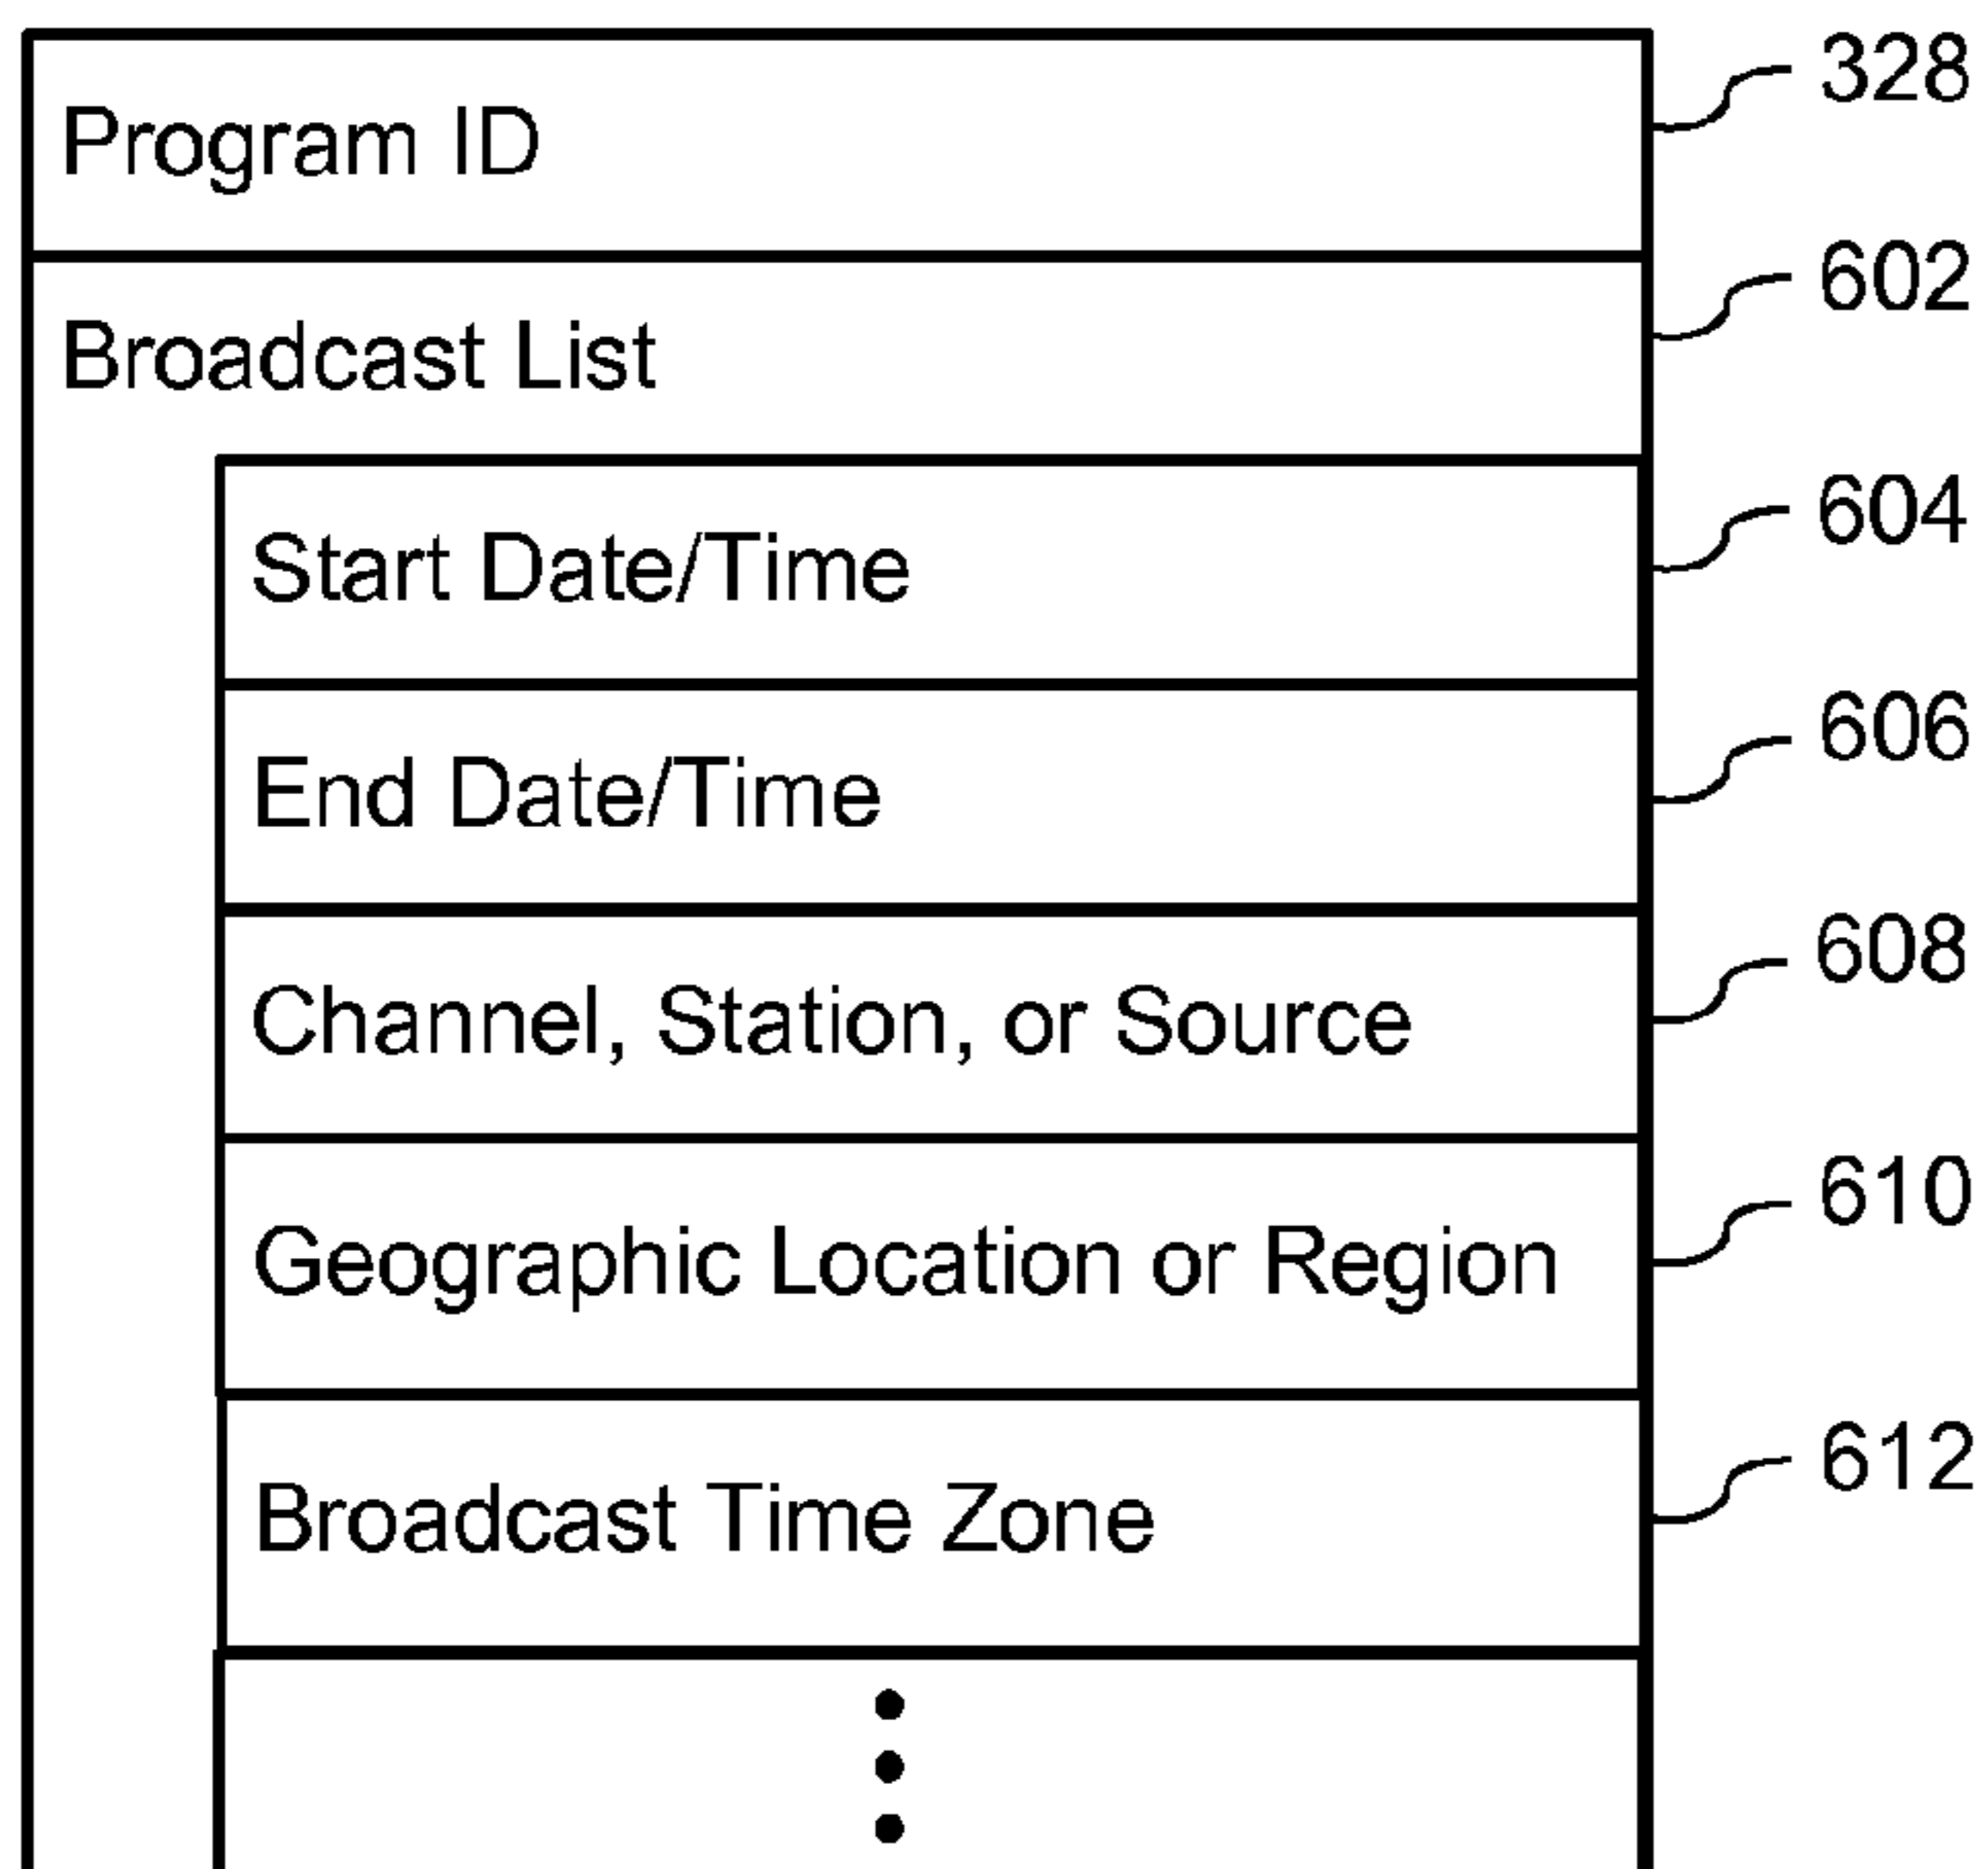 Program ID 328
Broadcast List 602
Start Date/Time 604
End Date/Time 606
Channel, Station, or Source 608
Geographic Location or Region 610
Broadcast Time Zone 612